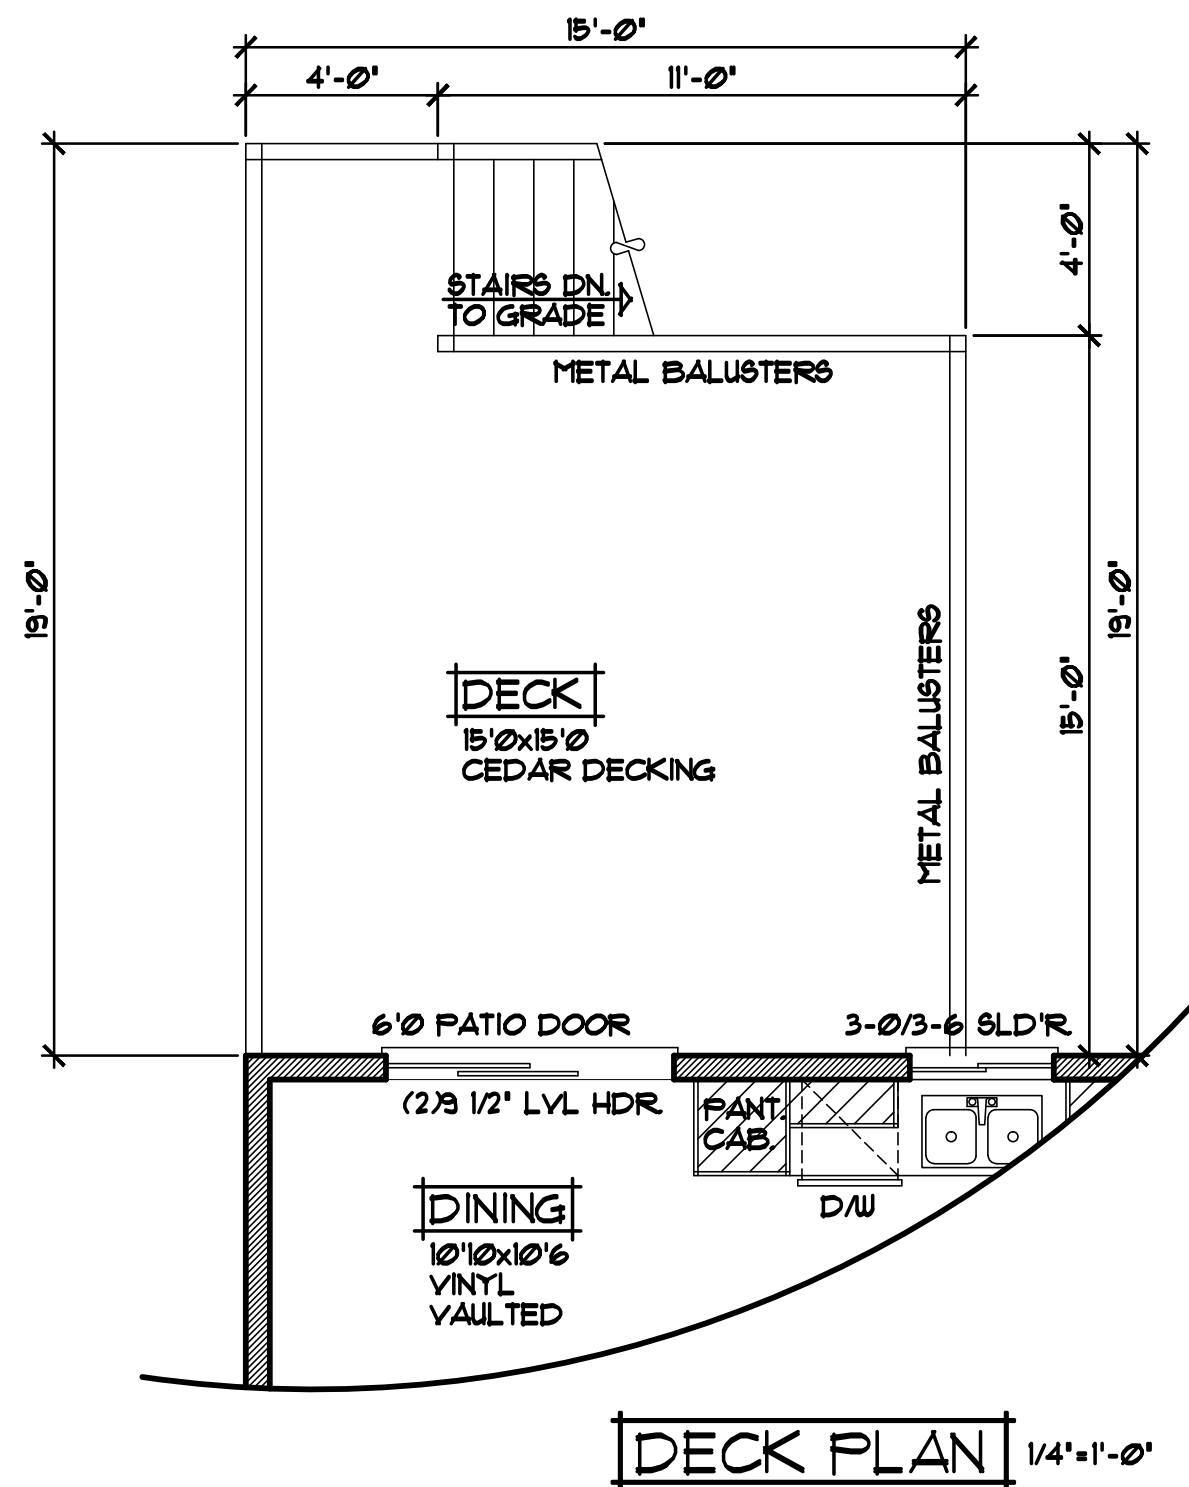 15'-0"
4'-0"
11'-0"
4'-0"
STAIRS DN.
TO GRADE
METAL BALUSTERS
19'-0"
19'-0"
METAL BALUSTERS
15'-0"
DECK
15'0x15'0
CEDAR DECKING
6'0 PATIO DOOR
3-0/3-6 SLD'R.
(2)9 1/2" LVL HDR.
PANT.
CAB.
D/W
DINING
10'10x10'6
VINYL
VAULTED
DECK PLAN 1/4"=1'-0"